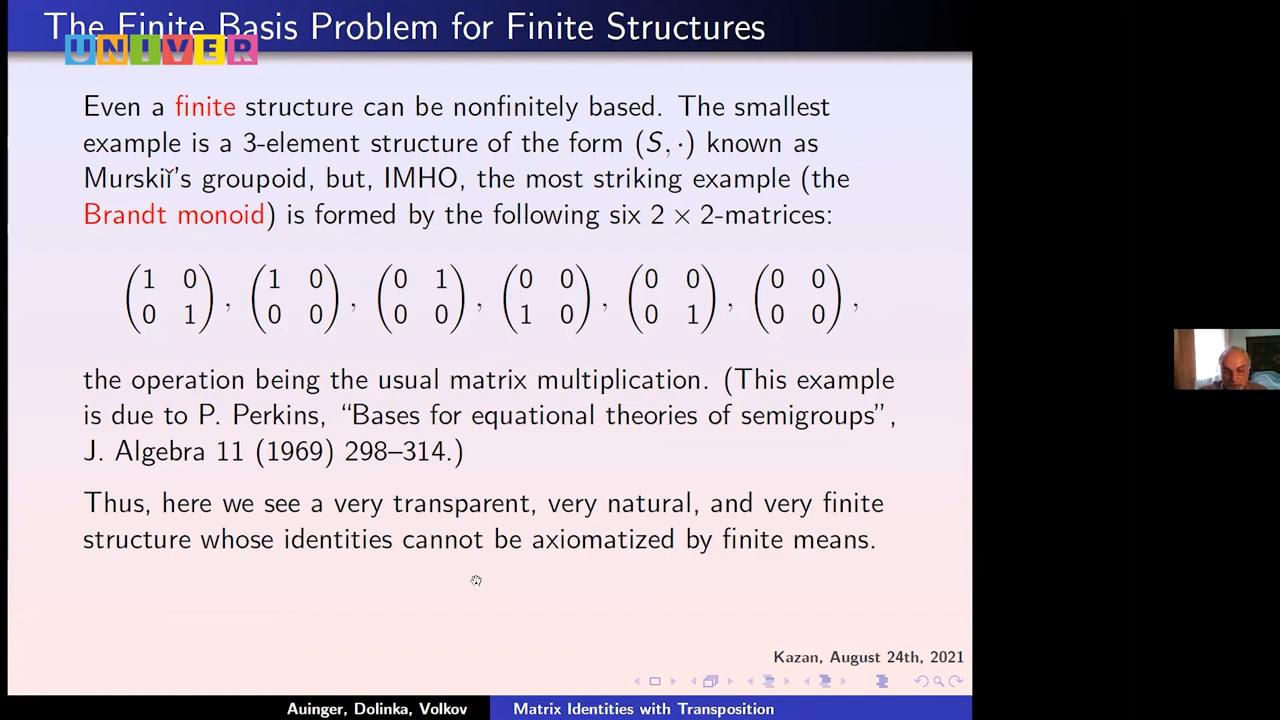 The Finite Basis Problem for Finite Structures
UNIVER
Even a finite structure can be nonfinitely based. The smallest
example is a 3-element structure of the form (S, ·) known as
Murskiĭ's groupoid, but, IMHO, the most striking example (the
Brandt monoid) is formed by the following six 2 × 2-matrices:
(1 0) (1 0) (0 1) (0 0) (0 0) (0 0)
(0 1), (0 0), (0 0), (1 0), (0 1), (0 0),
the operation being the usual matrix multiplication. (This example
is due to P. Perkins, “Bases for equational theories of semigroups”,
J. Algebra 11 (1969) 298–314.)
Thus, here we see a very transparent, very natural, and very finite
structure whose identities cannot be axiomatized by finite means.
Kazan, August 24th, 2021
Auinger, Dolinka, Volkov Matrix Identities with Transposition